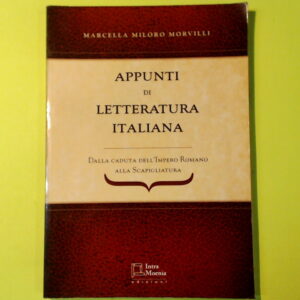 MARCELLA MILORO MORVILLI
APPUNTI
DI
LETTERATURA
ITALIANA
DALLA CADUTA DELL'IMPERO ROMANO
ALLA SCAPIGLIATURA
Intra
Moenia
edizioni